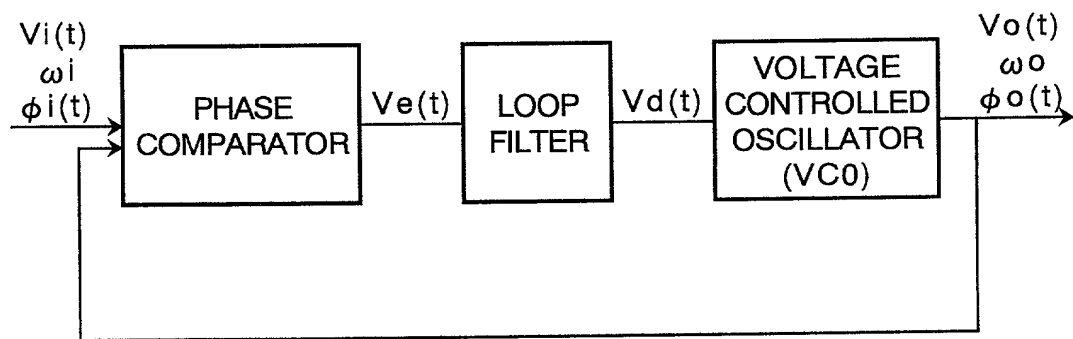 Vi(t)
ωi
ϕi(t)
PHASE
COMPARATOR
Ve(t)
LOOP
FILTER
Vd(t)
VOLTAGE
CONTROLLED
OSCILLATOR
(VC0)
Vo(t)
ωo
ϕo(t)